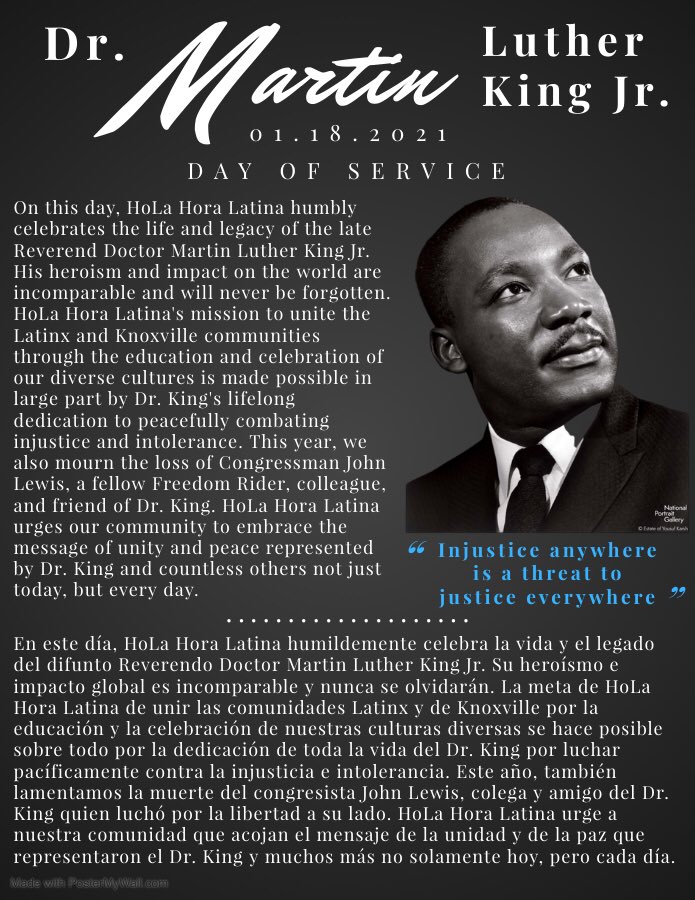 Dr. Martin Luther
King Jr.
01.18.2021
DAY OF SERVICE
On this day, HoLa Hora Latina humbly
celebrates the life and legacy of the late
Reverend Doctor Martin Luther King Jr.
His heroism and impact on the world are
incomparable and will never be forgotten.
HoLa Hora Latina's mission to unite the
Latinx and Knoxville communities
through the education and celebration of
our diverse cultures is made possible in
large part by Dr. King's lifelong
dedication to peacefully combating
injustice and intolerance. This year, we
also mourn the loss of Congressman John
Lewis, a fellow Freedom Rider, colleague,
and friend of Dr. King. HoLa Hora Latina
urges our community to embrace the
message of unity and peace represented
by Dr. King and countless others not just
today, but every day.
National
Portrait
Gallery
© Estate of Yousuf Karsh
“ Injustice anywhere
is a threat to
justice everywhere ”
En este día, HoLa Hora Latina humildemente celebra la vida y el legado
del difunto Reverendo Doctor Martin Luther King Jr. Su heroísmo e
impacto global es incomparable y nunca se olvidarán. La meta de HoLa
Hora Latina de unir las comunidades Latinx y de Knoxville por la
educación y la celebración de nuestras culturas diversas se hace posible
sobre todo por la dedicación de toda la vida del Dr. King por luchar
pacíficamente contra la injusticia e intolerancia. Este año, también
lamentamos la muerte del congresista John Lewis, colega y amigo del Dr.
King quien luchó por la libertad a su lado. HoLa Hora Latina urge a
nuestra comunidad que acojan el mensaje de la unidad y de la paz que
representaron el Dr. King y muchos más no solamente hoy, pero cada día.
Made with PosterMyWall.com